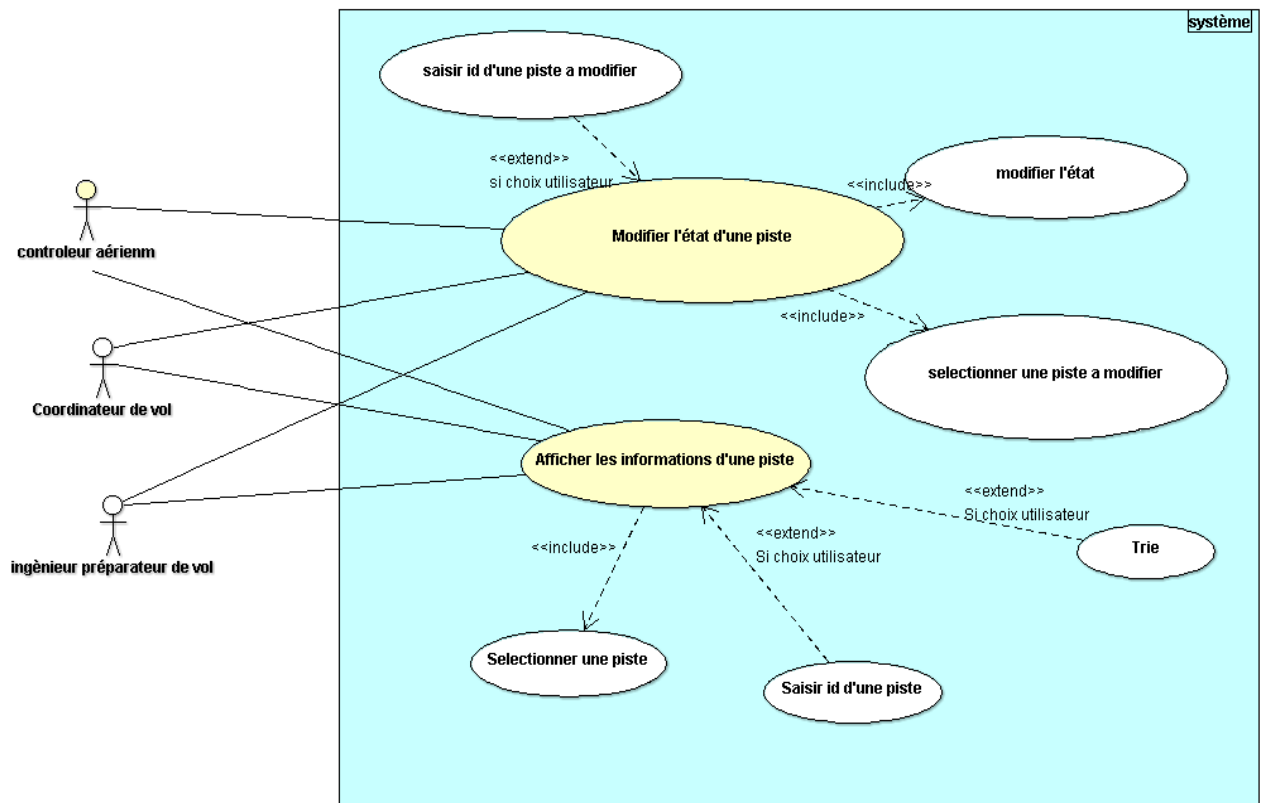 système
saisir id d'une piste a modifier
<<extend>>
si choix utilisateur
modifier l'état
<<include>>
controleur aérienm
Modifier l'état d'une piste
<<include>>
selectionner une piste a modifier
Coordinateur de vol
Afficher les informations d'une piste
<<extend>>
Si choix utilisateur
<<extend>>
Si choix utilisateur
<<include>>
Trie
ingènieur préparateur de vol
Selectionner une piste
Saisir id d'une piste